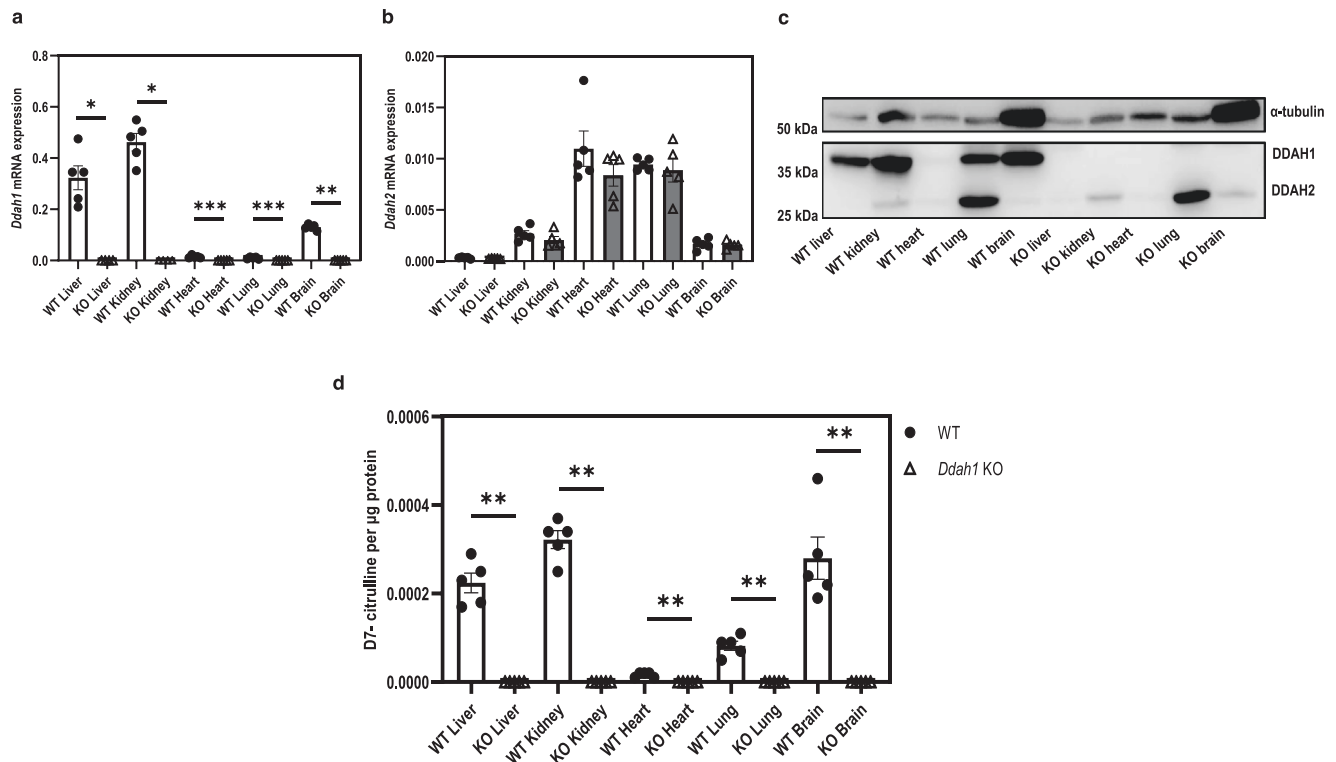 a
Ddah1 mRNA expression
0.8
0.6
0.4
0.2
0.0
*
*
***
***
**
WT Liver
KO Liver
WT Kidney
KO Kidney
WT Heart
KO Heart
WT Lung
KO Lung
WT Brain
KO Brain
b
Ddah2 mRNA expression
0.020
0.015
0.010
0.005
0.000
WT Liver
KO Liver
WT Kidney
KO Kidney
WT Heart
KO Heart
WT Lung
KO Lung
WT Brain
KO Brain
c
50 kDa
α-tubulin
35 kDa
DDAH1
25 kDa
DDAH2
WT liver
WT kidney
WT heart
WT lung
WT brain
KO liver
KO kidney
KO heart
KO lung
KO brain
d
D7- citrulline per µg protein
0.0006
0.0004
0.0002
0.0000
**
**
**
**
**
WT Liver
KO Liver
WT Kidney
KO Kidney
WT Heart
KO Heart
WT Lung
KO Lung
WT Brain
KO Brain
WT
Ddah1 KO